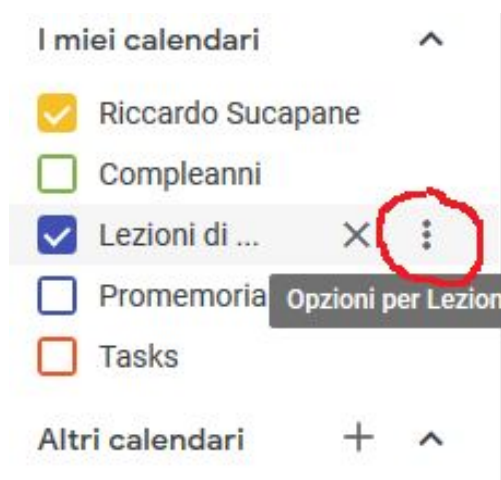 I miei calendari
Riccardo Sucapane
Compleanni
Lezioni di ...
Promemoria
Opzioni per Lezion
Tasks
Altri calendari